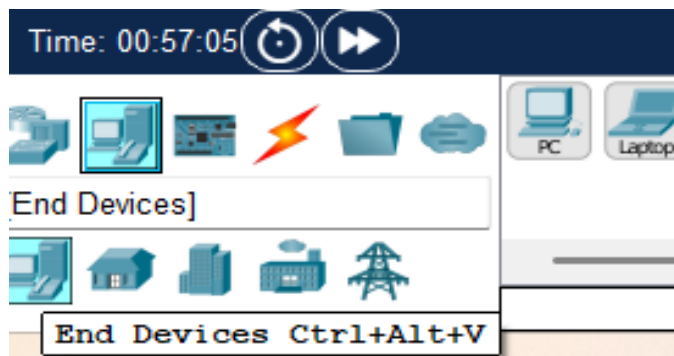 Time: 00:57:05
PC
Laptop
[End Devices]
End Devices Ctrl+Alt+V